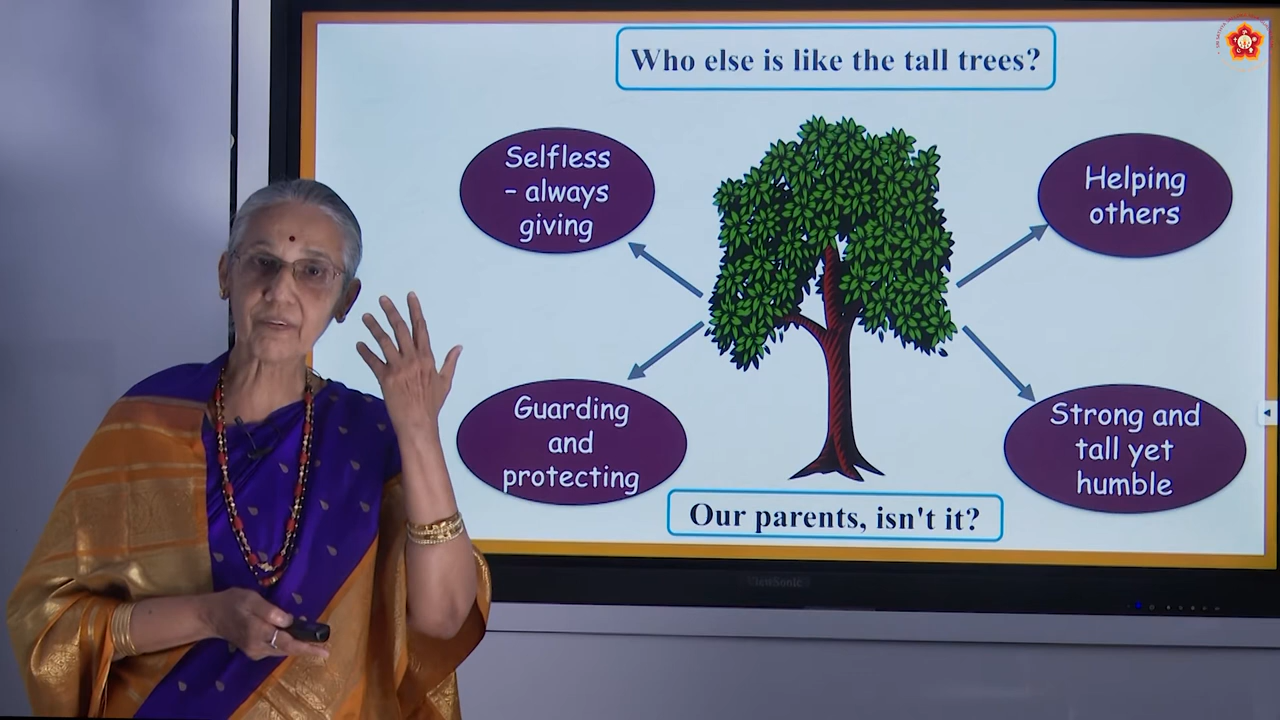 Who else is like the tall trees?
Selfless
– always
giving
Helping
others
Guarding
and
protecting
Strong and
tall yet
humble
Our parents, isn't it?
ViewSonic